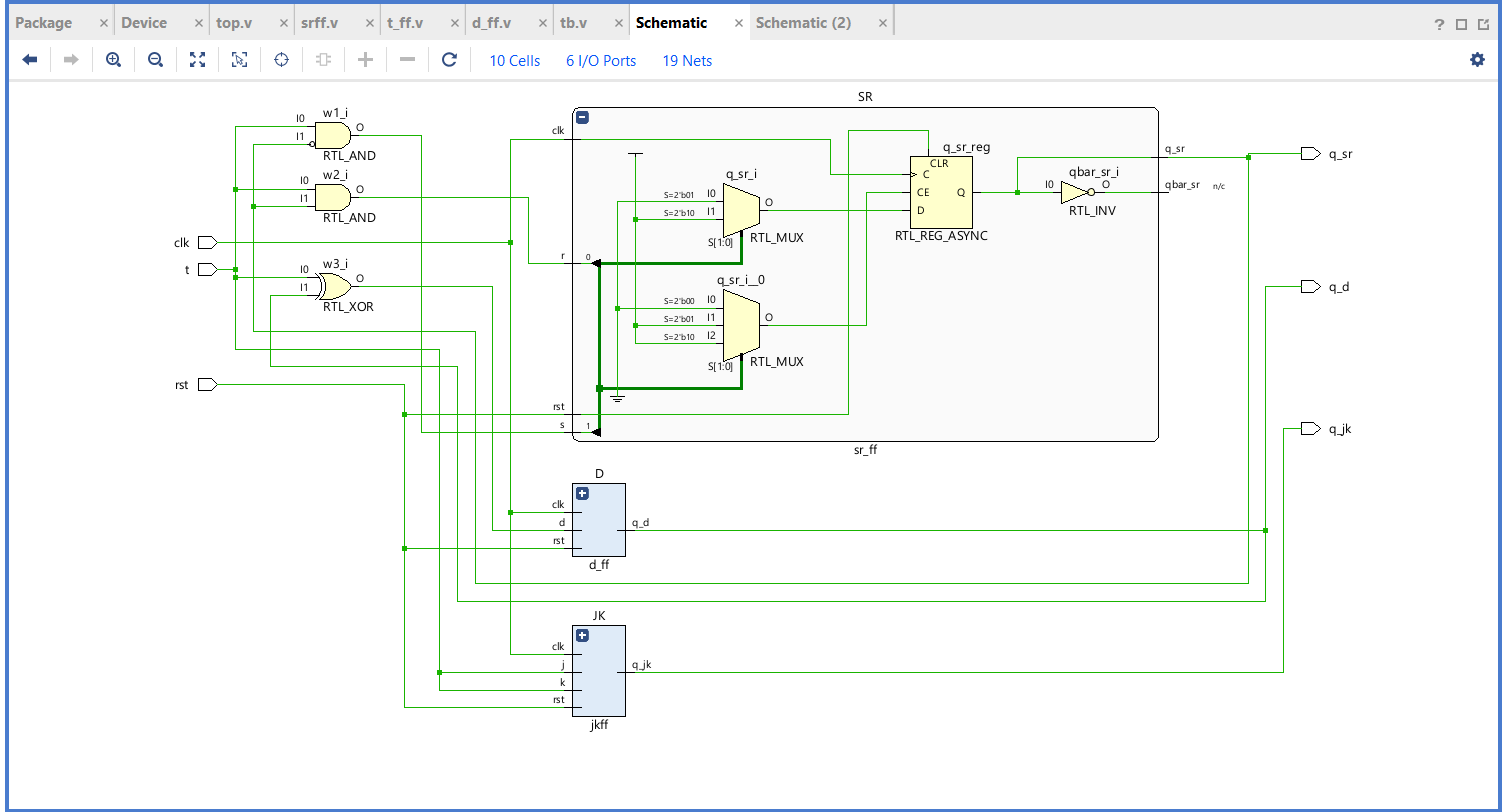 Package Device top.v srff.v t_ff.v d_ff.v tb.v Schematic Schematic (2) ?
10 Cells 6 I/O Ports 19 Nets
SR
w1_i
I0
I1
O
RTL_AND
w2_i
I0
I1
O
RTL_AND
w3_i
I0
I1
O
RTL_XOR
clk
t
rst
clk
r
0
rst
s
1
q_sr_i
S=2'b01 I0
S=2'b10 I1
S[1:0]
O
RTL_MUX
q_sr_i__0
S=2'b00 I0
S=2'b01 I1
S=2'b10 I2
S[1:0]
O
RTL_MUX
q_sr_reg
CLR
C
CE
D
Q
RTL_REG_ASYNC
qbar_sr_i
I0
O
RTL_INV
q_sr
qbar_sr n/c
sr_ff
q_sr
q_d
q_jk
D
clk
d
rst
q_d
d_ff
JK
clk
j
k
rst
q_jk
jkff